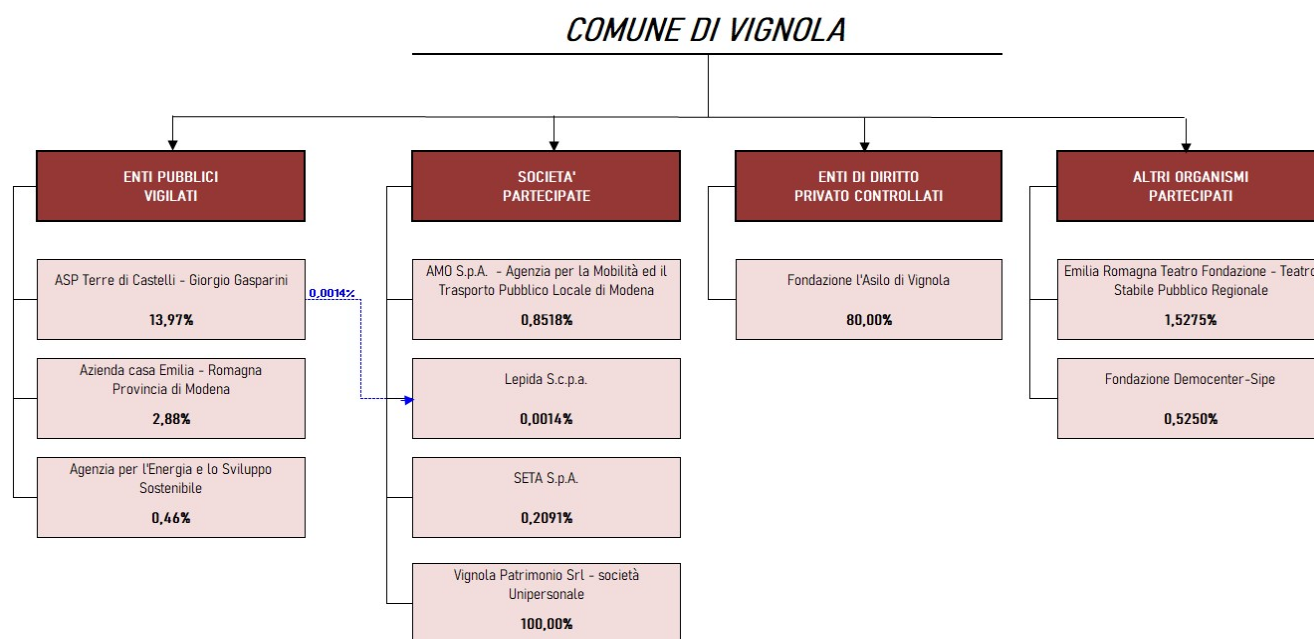 COMUNE DI VIGNOLA
ENTI PUBBLICI
VIGILATI
ASP Terre di Castelli - Giorgio Gasparini
13,97%
0,0014%
Azienda casa Emilia - Romagna
Provincia di Modena
2,88%
Agenzia per l'Energia e lo Sviluppo
Sostenibile
0,46%
SOCIETA'
PARTECIPATE
AMO S.p.A. - Agenzia per la Mobilità ed il
Trasporto Pubblico Locale di Modena
0,8518%
Lepida S.c.p.a.
0,0014%
SETA S.p.A.
0,2091%
Vignola Patrimonio Srl - società
Unipersonale
100,00%
ENTI DI DIRITTO
PRIVATO CONTROLLATI
Fondazione l'Asilo di Vignola
80,00%
ALTRI ORGANISMI
PARTECIPATI
Emilia Romagna Teatro Fondazione - Teatro
Stabile Pubblico Regionale
1,5275%
Fondazione Democenter-Sipe
0,5250%